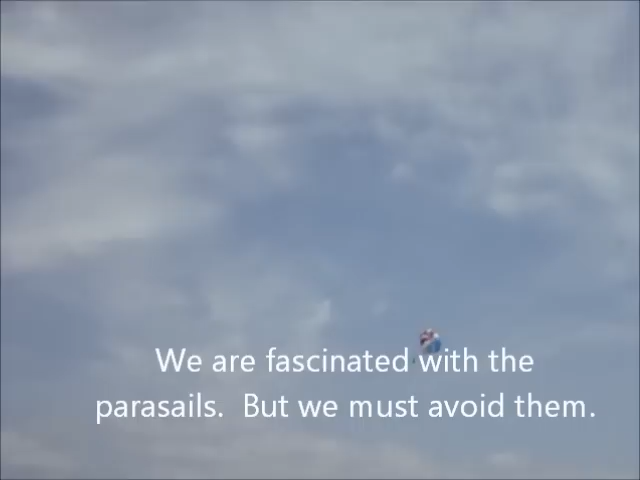 We are fascinated with the
parasails.  But we must avoid them.